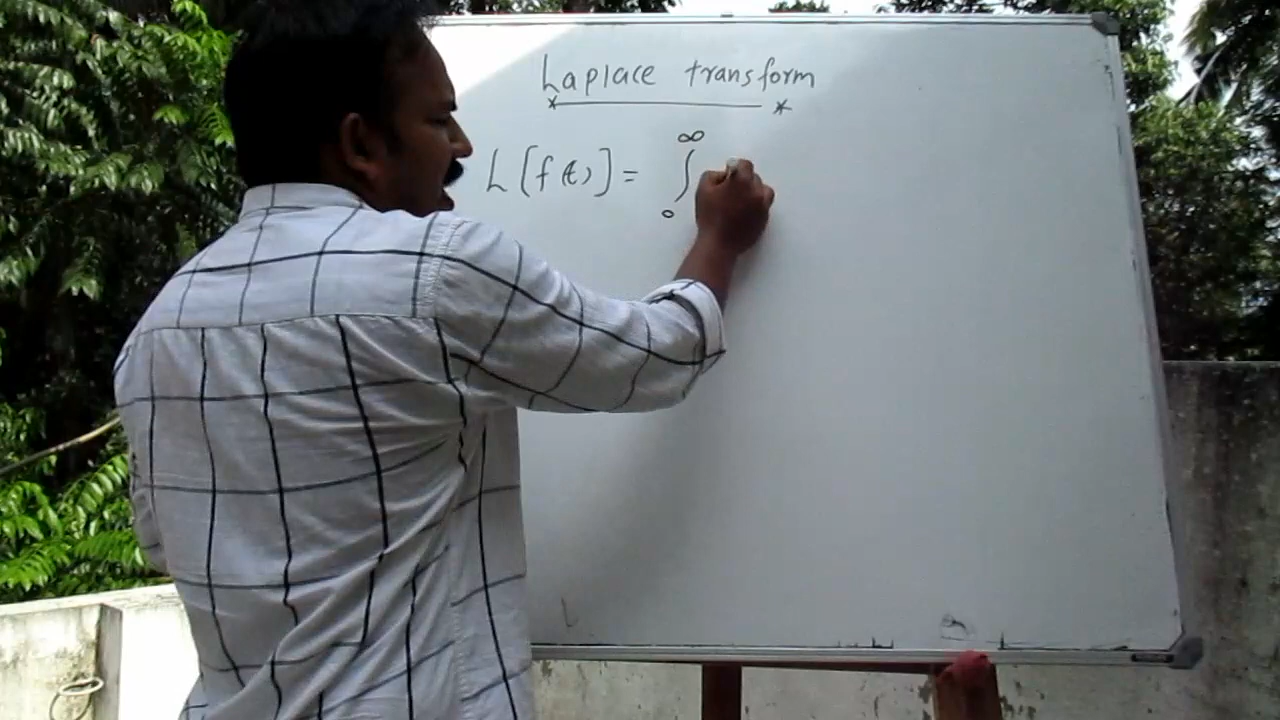 Laplace transform
L[f(t)] = ∫₀^∞